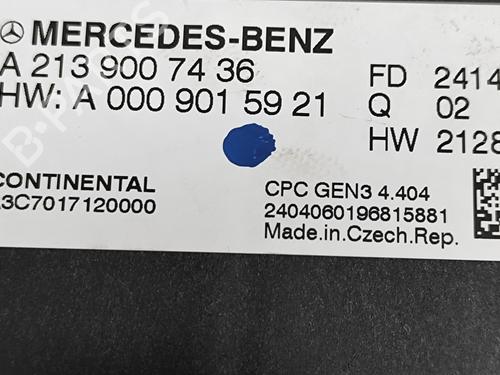 MERCEDES-BENZ
A 213 900 74 36
HW: A 000 901 59 21
FD 2414
Q 02
HW 2128
CONTINENTAL
A3C7017120000
CPC GEN3 4.404
2404060196815881
Made.in.Czech.Rep.
B-PARTS